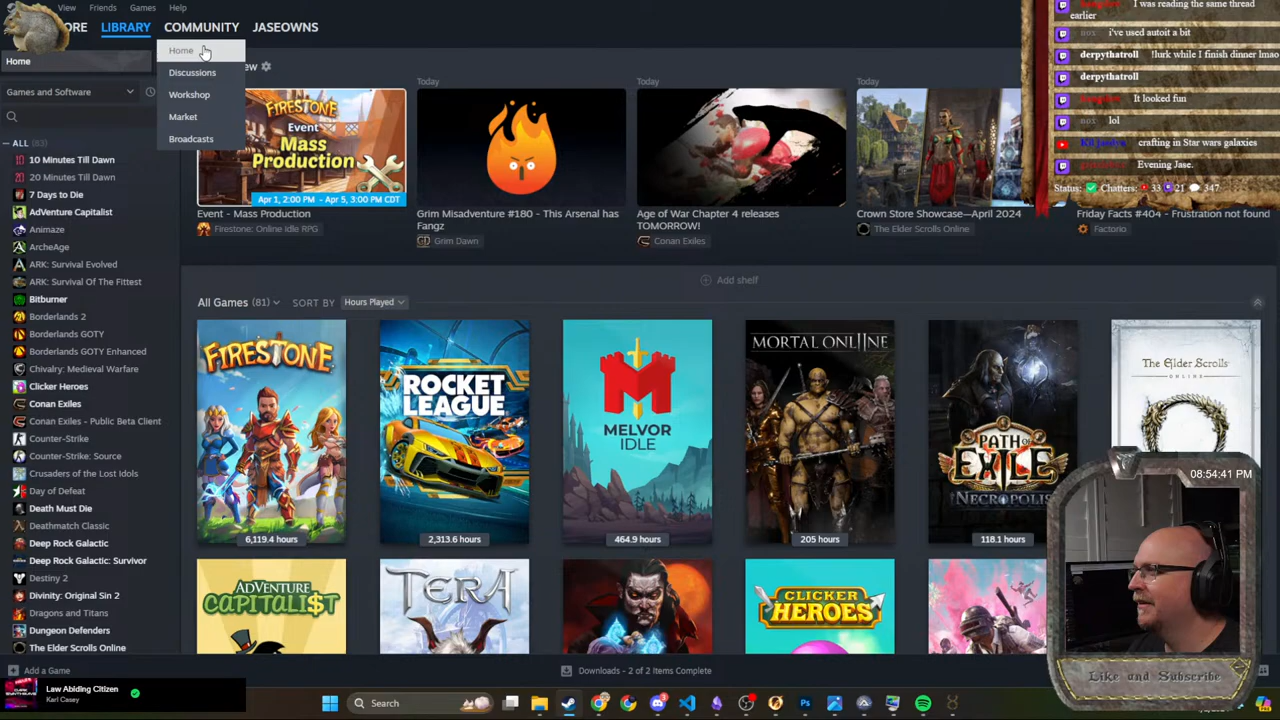 View Friends Games Help
ORE LIBRARY COMMUNITY JASEOWNS
Home
Home
Discussions
Workshop
Market
Broadcasts
Games and Software
ALL (83)
10 Minutes Till Dawn
20 Minutes Till Dawn
7 Days to Die
AdVenture Capitalist
Animaze
ArcheAge
ARK: Survival Evolved
ARK: Survival Of The Fittest
Bitburner
Borderlands 2
Borderlands GOTY
Borderlands GOTY Enhanced
Chivalry: Medieval Warfare
Clicker Heroes
Conan Exiles
Conan Exiles - Public Beta Client
Counter-Strike
Counter-Strike: Source
Crusaders of the Lost Idols
Day of Defeat
Death Must Die
Deathmatch Classic
Deep Rock Galactic
Deep Rock Galactic: Survivor
Destiny 2
Divinity: Original Sin 2
Dragons and Titans
Dungeon Defenders
The Elder Scrolls Online
Add a Game
Law Abiding Citizen
Karl Casey
Today
Today
Today
FIRESTONE
Event
Mass
Production
Apr 1, 2:00 PM - Apr 5, 3:00 PM CDT
Event - Mass Production
Firestone: Online Idle RPG
Grim Misadventure #180 - This Arsenal has
Fangz
Grim Dawn
Age of War Chapter 4 releases
TOMORROW!
Conan Exiles
Crown Store Showcase—April 2024
The Elder Scrolls Online
Friday Facts #404 - Frustration not found
Factorio
Add shelf
All Games (81) SORT BY Hours Played
FIRESTONE
6,119.4 hours
ROCKET
LEAGUE
2,313.6 hours
MELVOR
IDLE
464.9 hours
MORTAL ONLINE
205 hours
PATH OF
EXILE
NECROPOLIS
118.1 hours
The Elder Scrolls
ONLINE
ADVENTURE
CAPITALI$T
TERA
CLICKER
HEROES
Downloads - 2 of 2 Items Complete
I was reading the same thread
earlier
nox i've used autoit a bit
derpythatroll !lurk while I finish dinner lmao
derpythatroll
It looked fun
nox lol
crafting in Star wars galaxies
Evening Jase.
Status: Chatters: 33 21 347
08:54:41 PM
Like and Subscribe
Search